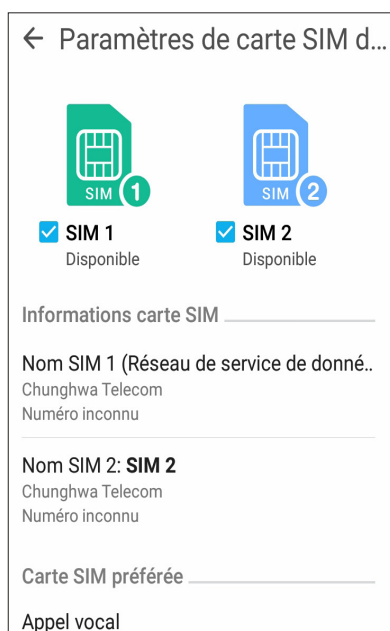 Paramètres de carte SIM d...
SIM 1
SIM 2
SIM 1
SIM 2
Disponible
Disponible
Informations carte SIM
Nom SIM 1 (Réseau de service de donné..
Chunghwa Telecom
Numéro inconnu
Nom SIM 2: SIM 2
Chunghwa Telecom
Numéro inconnu
Carte SIM préférée
Appel vocal